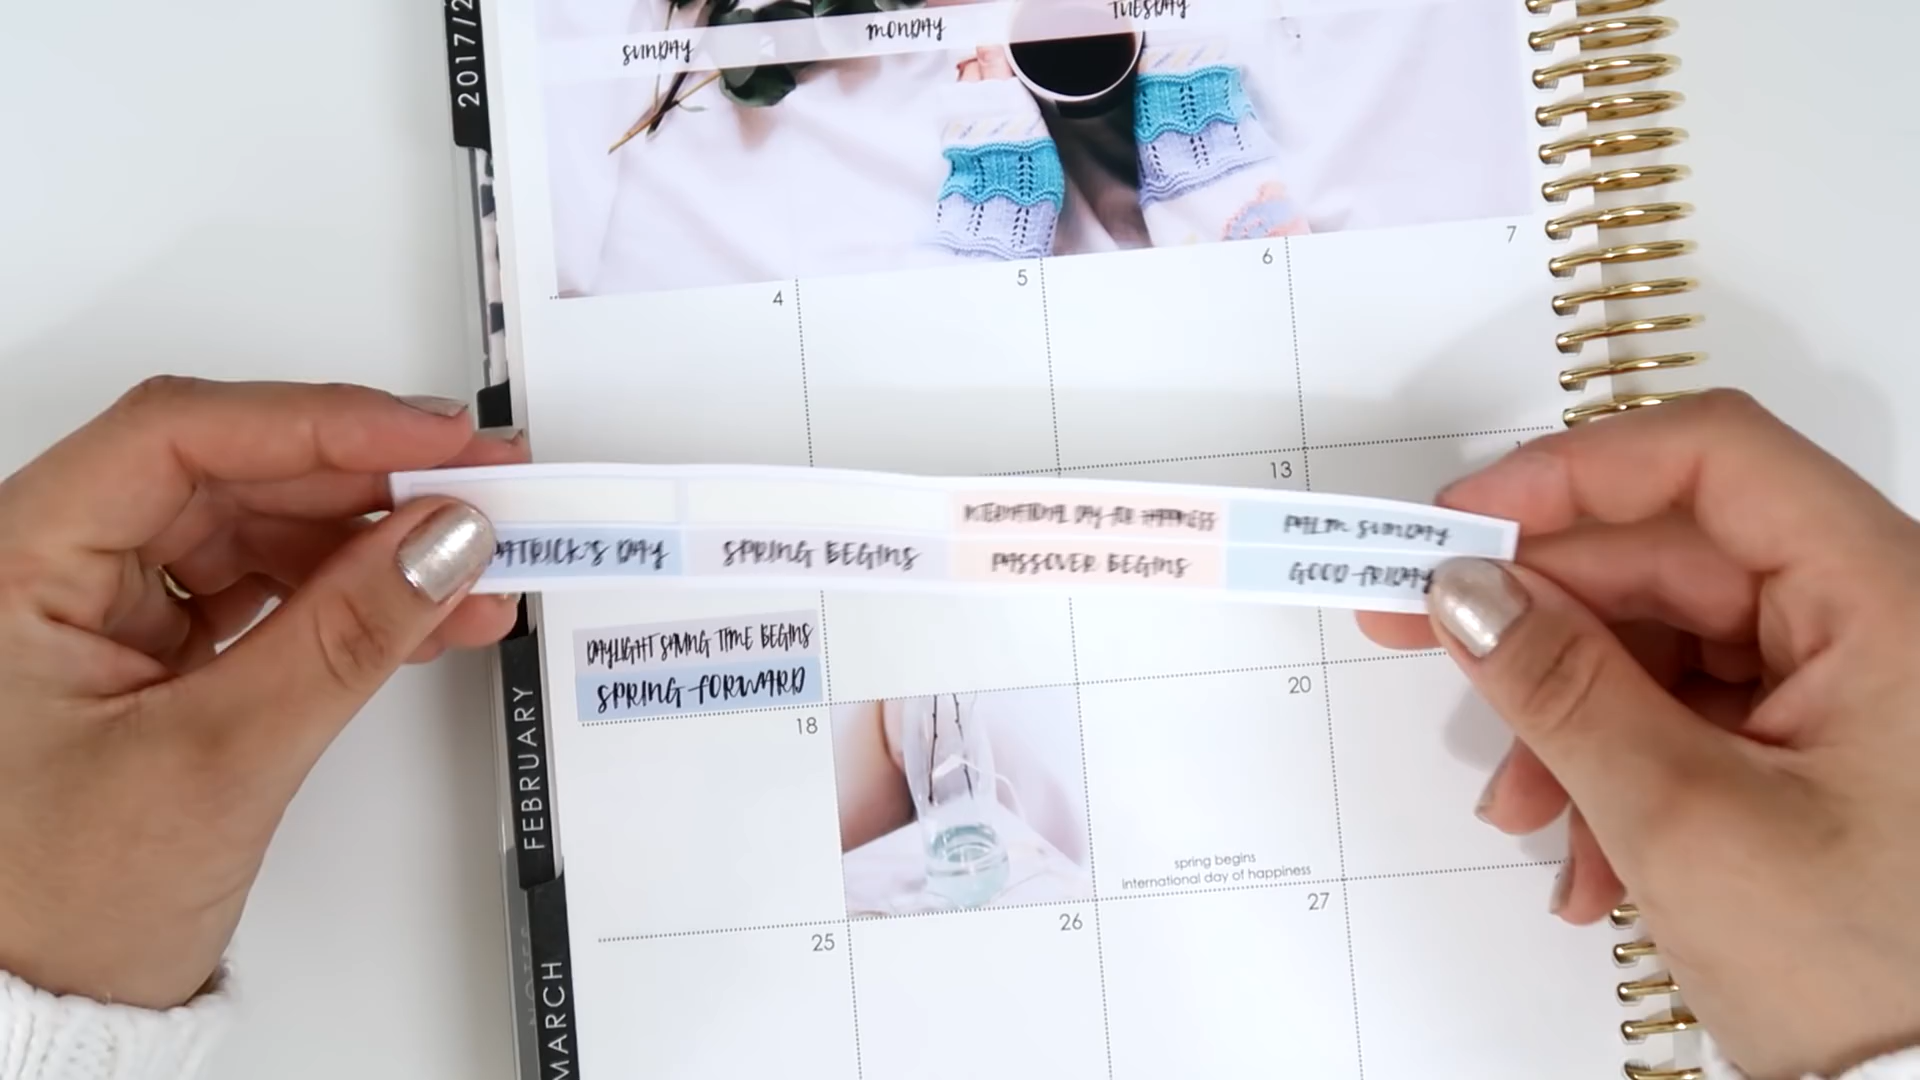 2017/2
SUNDAY
MONDAY
TUESDAY
4
5
6
7
13
INTERNATIONAL DAY FOR HAPPINESS
PALM SUNDAY
PATRICK'S DAY
SPRING BEGINS
PASSOVER BEGINS
GOOD FRIDAY
DAYLIGHT SAVING TIME BEGINS
SPRING FORWARD
18
20
spring begins
international day of happiness
25
26
27
FEBRUARY
NOTES
MARCH